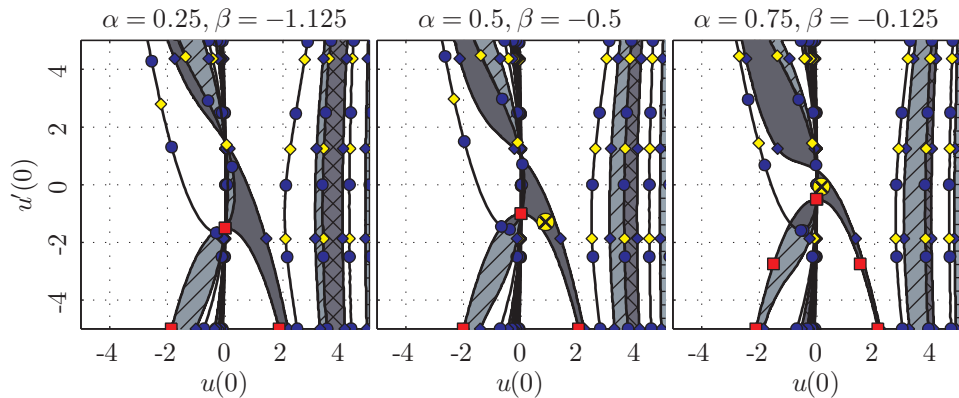 α = 0.25, β = −1.125
α = 0.5, β = −0.5
α = 0.75, β = −0.125
u′(0)
4
2
0
-2
-4
-4 -2 0 2 4
-4 -2 0 2 4
-4 -2 0 2 4
u(0)
u(0)
u(0)